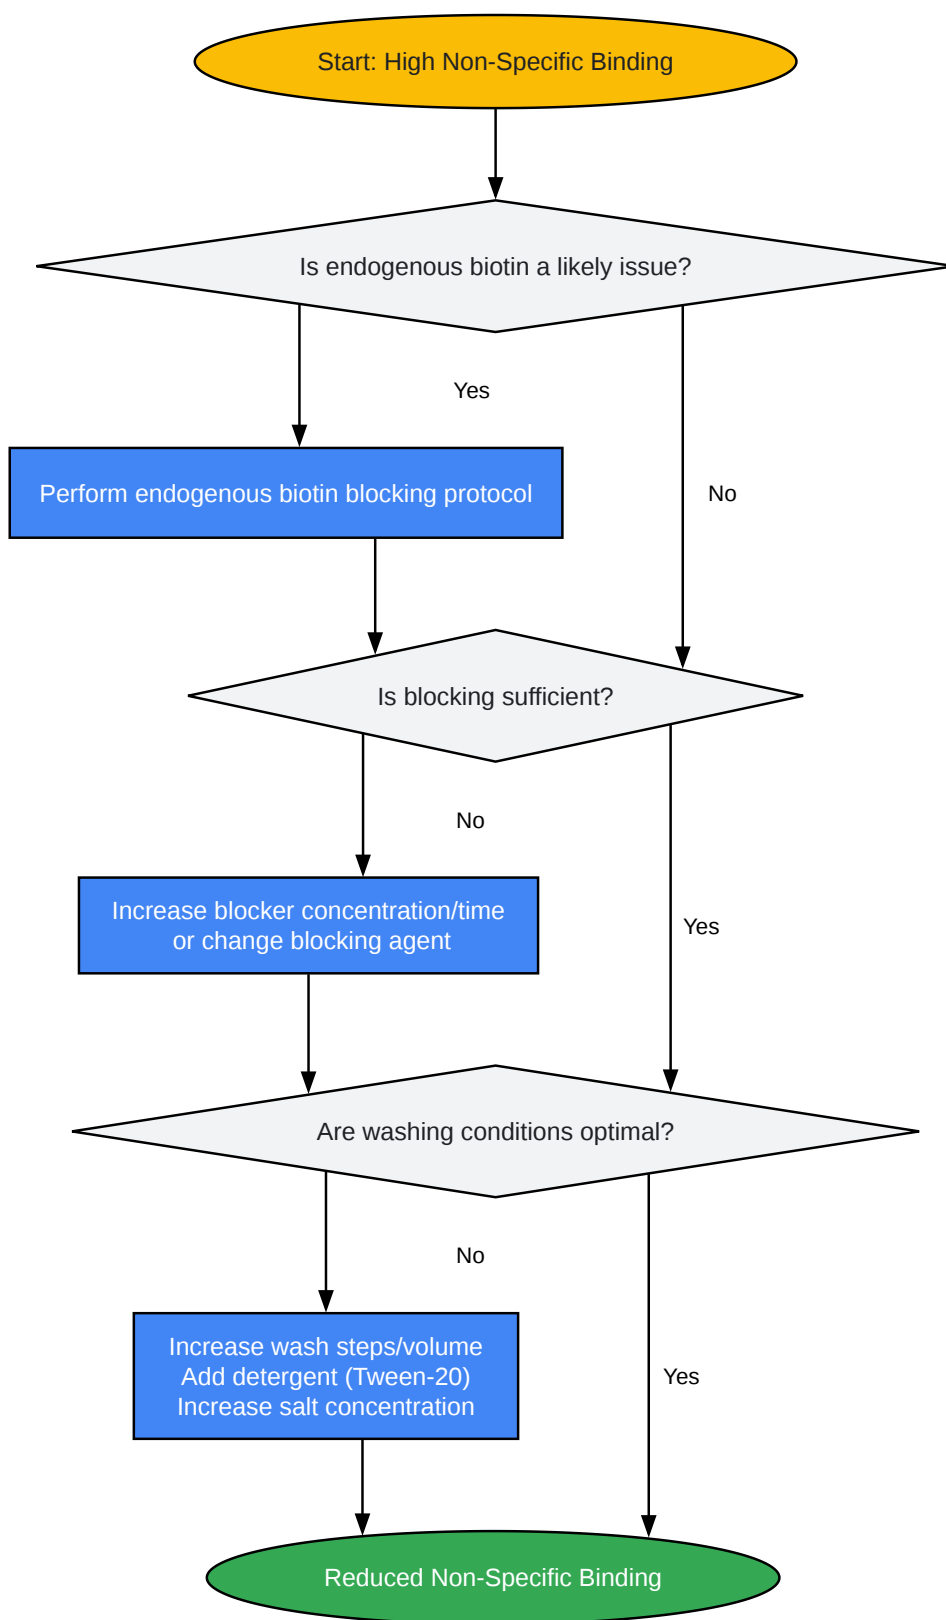 Start: High Non-Specific Binding
Is endogenous biotin a likely issue?
Yes
Perform endogenous biotin blocking protocol
No
Is blocking sufficient?
No
Increase blocker concentration/time
or change blocking agent
Yes
Are washing conditions optimal?
No
Increase wash steps/volume
Add detergent (Tween-20)
Increase salt concentration
Yes
Reduced Non-Specific Binding